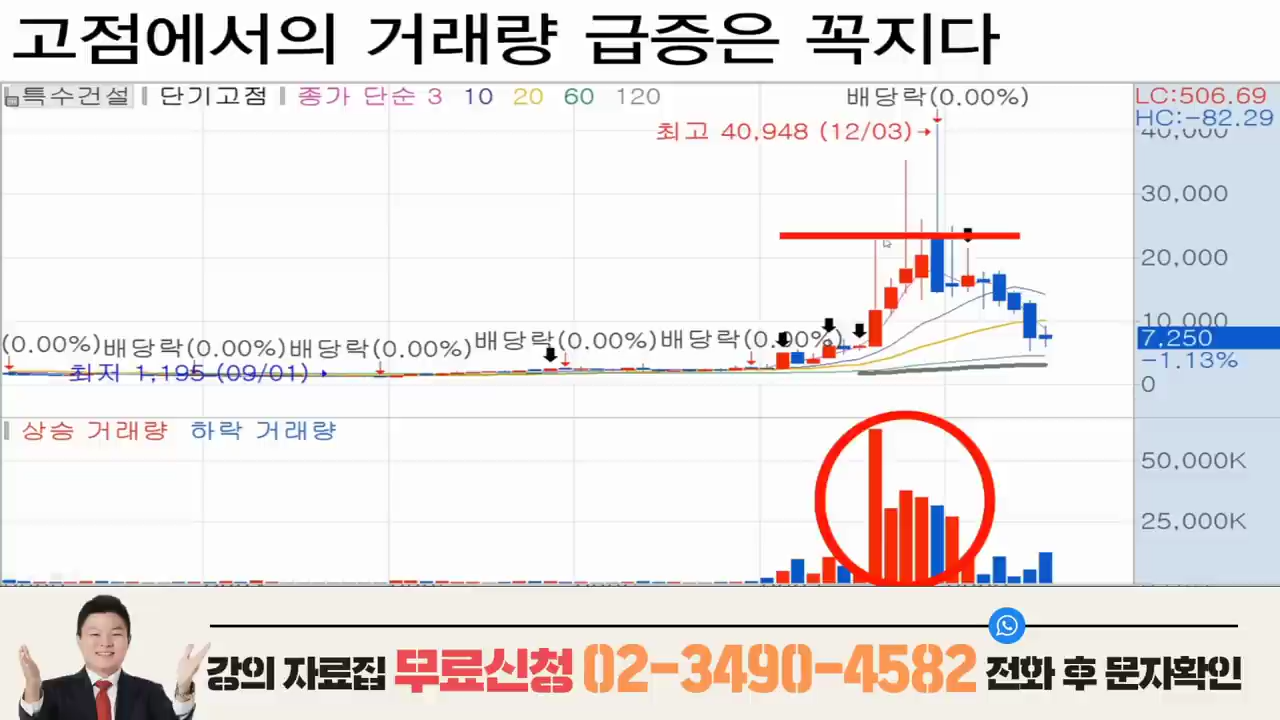 고점에서의 거래량 급증은 꼭지다
특수건설 단기고점 종가 단순 3 10 20 60 120
배당락(0.00%)
LC:506.69
HC:-82.29
최고 40,948 (12/03)
40,000
30,000
20,000
10,000
(0.00%)배당락(0.00%)배당락(0.00%)
배당락(0.00%)배당락(0.00%)
7,250
-1.13%
최저 1,195 (09/01)
0
상승 거래량 하락 거래량
50,000K
25,000K
강의 자료집 무료신청 02-3490-4582 전화 후 문자확인